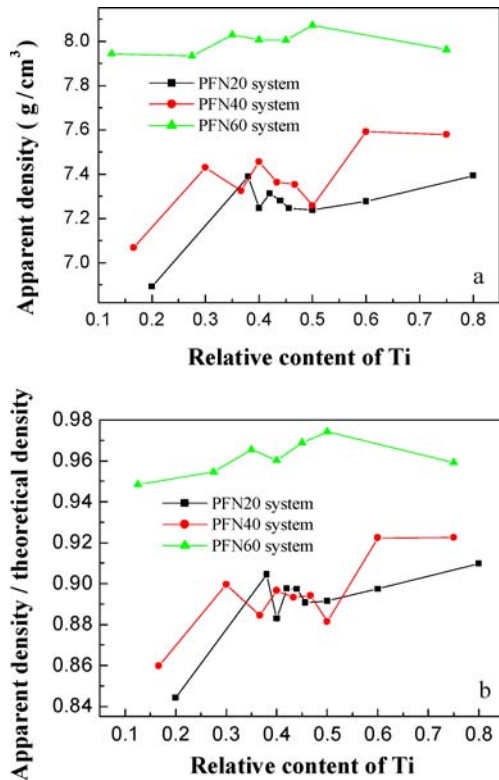 Apparent density ( g/cm³)
8.0
7.8
7.6
7.4
7.2
7.0
PFN20 system
PFN40 system
PFN60 system
a
0.1 0.2 0.3 0.4 0.5 0.6 0.7 0.8
Relative content of Ti
Apparent density / theoretical density
0.98
0.96
0.94
0.92
0.90
0.88
0.86
0.84
PFN20 system
PFN40 system
PFN60 system
b
0.1 0.2 0.3 0.4 0.5 0.6 0.7 0.8
Relative content of Ti